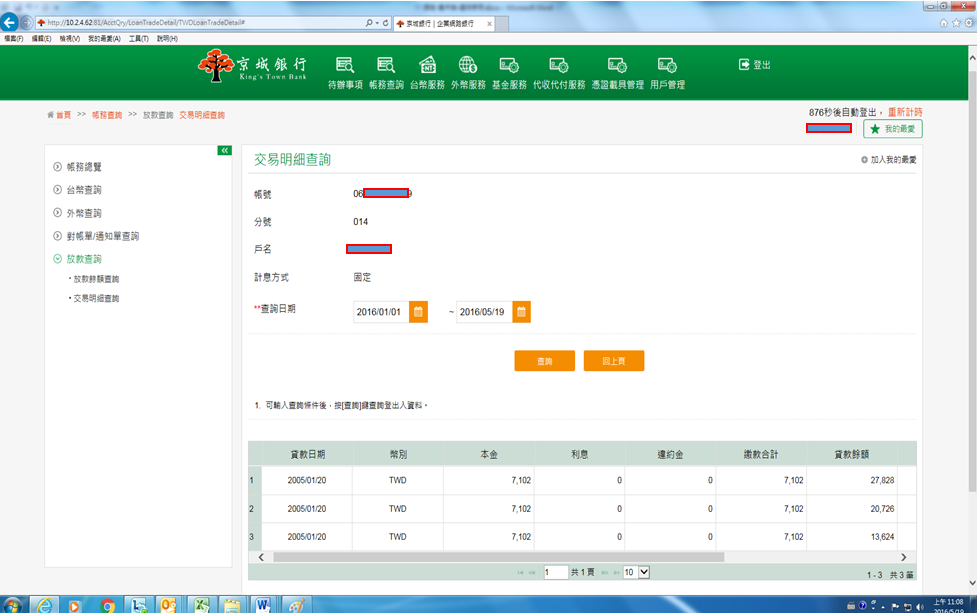 http://10.2.4.62:81/AcctQry/LoanTradeDetail/TWDLoanTradeDetail#
京城銀行 | 企業網路銀行
檔案(F) 編輯(E) 檢視(V) 我的最愛(A) 工具(T) 說明(H)
京城銀行
King's Town Bank
待辦事項 帳務查詢 台幣服務 外幣服務 基金服務 代收代付服務 憑證載具管理 用戶管理
登出
首頁 >> 帳務查詢 >> 放款查詢 交易明細查詢
876秒後自動登出， 重新計時
我的最愛
帳務總覽
台幣查詢
外幣查詢
對帳單/通知單查詢
放款查詢
• 放款餘額查詢
• 交易明細查詢
交易明細查詢
加入我的最愛
帳號 06 9
分號 014
戶名
計息方式 固定
**查詢日期 2016/01/01 ~ 2016/05/19
查詢 回上頁
1. 可輸入查詢條件後，按[查詢]鍵查詢登出入資料。
貸款日期 幣別 本金 利息 違約金 繳款合計 貸款餘額
1 2005/01/20 TWD 7,102 0 0 7,102 27,828
2 2005/01/20 TWD 7,102 0 0 7,102 20,726
3 2005/01/20 TWD 7,102 0 0 7,102 13,624
1 共 1 頁 10
1 - 3 共 3 筆
上午 11:08
2016/5/19